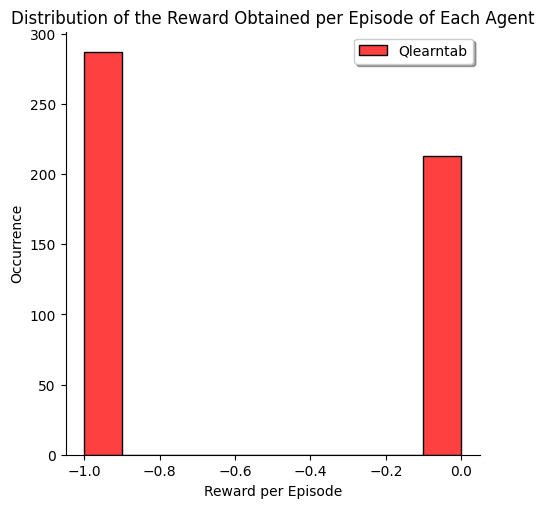 Distribution of the Reward Obtained per Episode of Each Agent
Qlearntab
300
250
200
150
100
50
0
Occurrence
−1.0 −0.8 −0.6 −0.4 −0.2 0.0
Reward per Episode